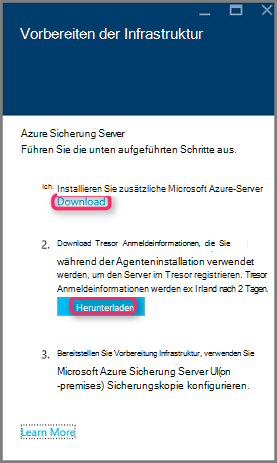 Vorbereiten der Infrastruktur
Azure Sicherung Server
Führen Sie die unten aufgeführten Schritte aus.
Ich. Installieren Sie zusätzliche Microsoft Azure-Server
Download
2. Download Tresor Anmeldeinformationen, die Sie
während der Agenteninstallation verwendet
werden, um den Server im Tresor registrieren. Tresor
Anmeldeinformationen werden ex Irland nach 2 Tagen.
Herunterladen
3. Bereitstellen Sie Vorbereitung Infrastruktur, verwenden Sie
Microsoft Azure Sicherung Server UI(on
-premises) Sicherungskopie konfigurieren.
Learn More